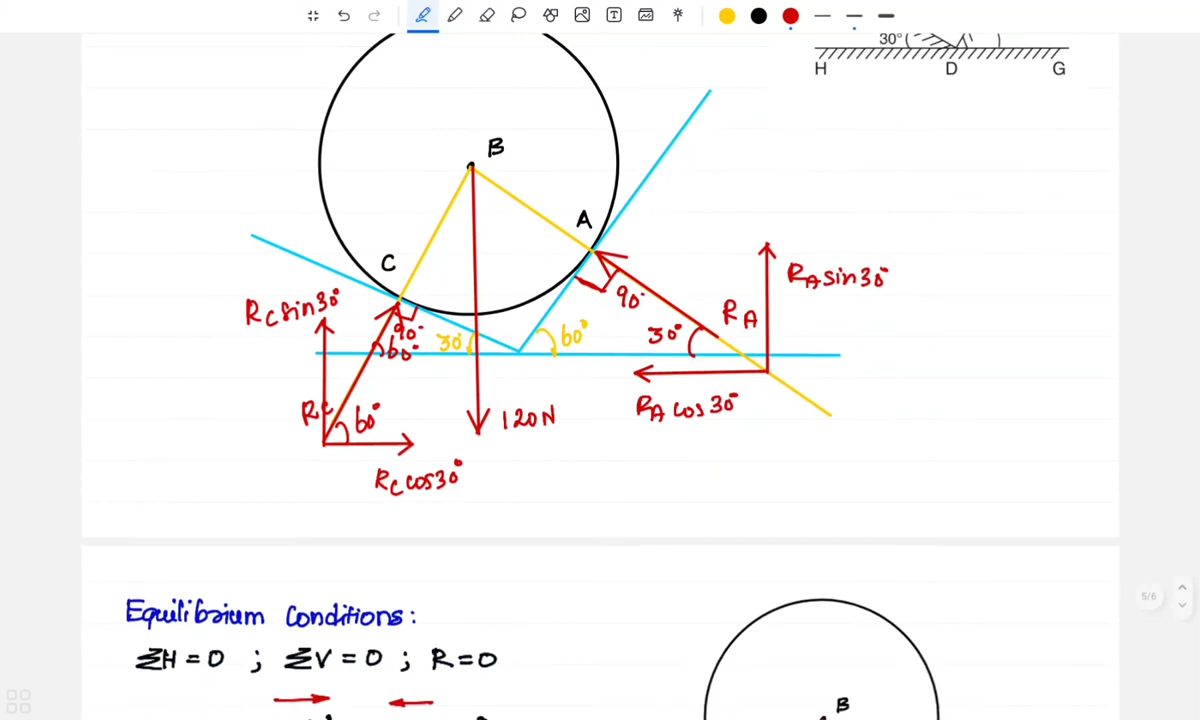 30°
H D G
B
A
C
RC sin30°
90°
60°
30°
60°
90°
30°
RA
RA sin30°
RC
60°
120N
RA cos30°
RC cos30°
5/6
Equilibrium Conditions:
ΣH = 0 ; ΣV = 0 ; R = 0
B